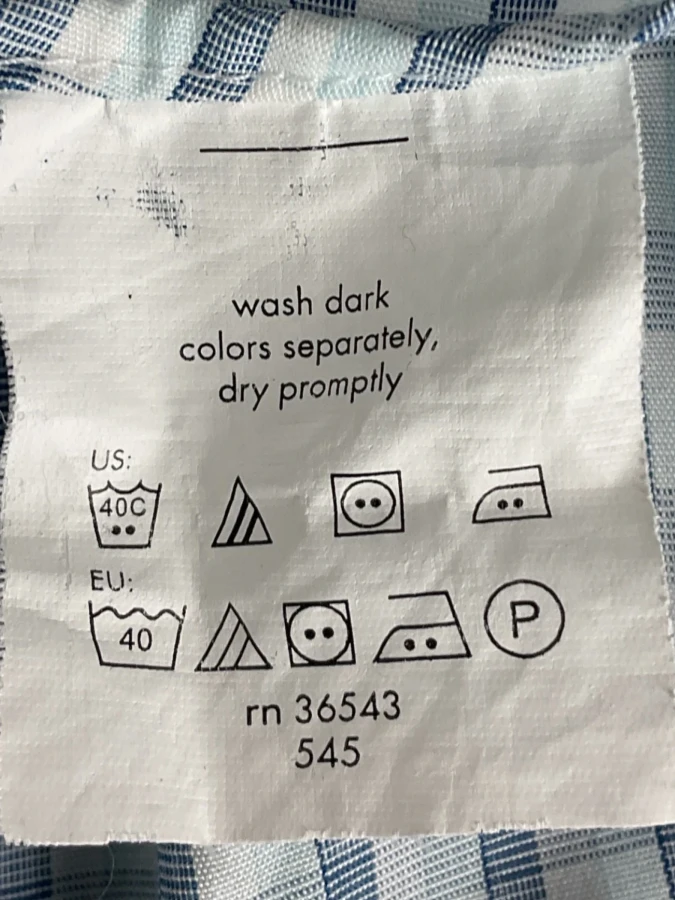 wash dark
colors separately,
dry promptly
US:
40C
EU:
40
P
rn 36543
545